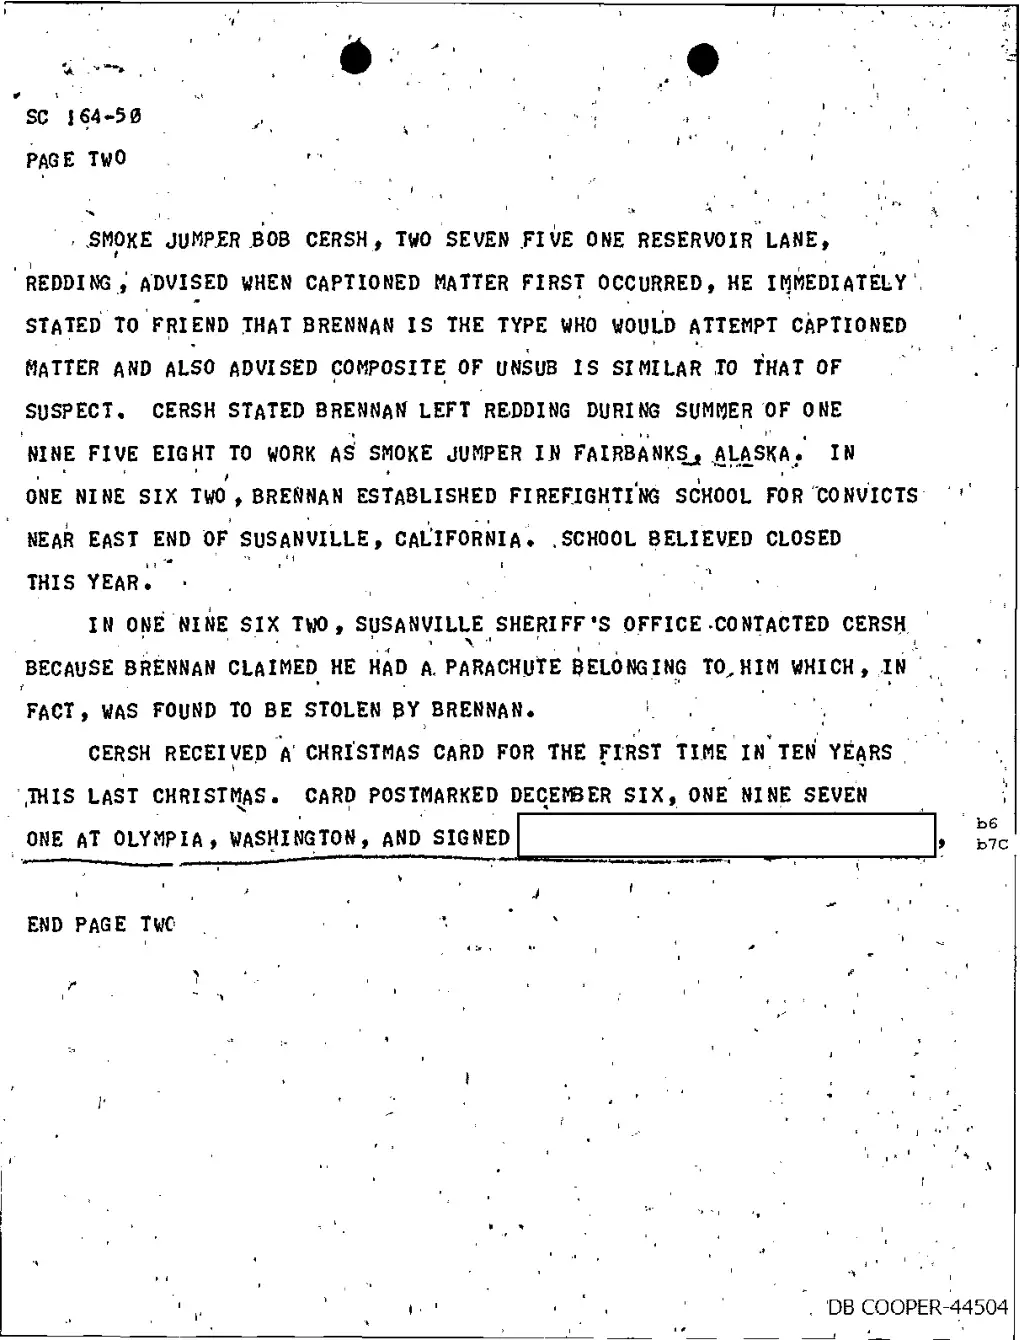 SC 164-50
PAGE TWO
SMOKE JUMPER BOB CERSH, TWO SEVEN FIVE ONE RESERVOIR LANE,
REDDING, ADVISED WHEN CAPTIONED MATTER FIRST OCCURRED, HE IMMEDIATELY
STATED TO FRIEND THAT BRENNAN IS THE TYPE WHO WOULD ATTEMPT CAPTIONED
MATTER AND ALSO ADVISED COMPOSITE OF UNSUB IS SIMILAR TO THAT OF
SUSPECT. CERSH STATED BRENNAN LEFT REDDING DURING SUMMER OF ONE
NINE FIVE EIGHT TO WORK AS SMOKE JUMPER IN FAIRBANKS, ALASKA. IN
ONE NINE SIX TWO, BRENNAN ESTABLISHED FIREFIGHTING SCHOOL FOR CONVICTS
NEAR EAST END OF SUSANVILLE, CALIFORNIA. SCHOOL BELIEVED CLOSED
THIS YEAR.
IN ONE NINE SIX TWO, SUSANVILLE SHERIFF'S OFFICE CONTACTED CERSH
BECAUSE BRENNAN CLAIMED HE HAD A PARACHUTE BELONGING TO HIM WHICH, IN
FACT, WAS FOUND TO BE STOLEN BY BRENNAN.
CERSH RECEIVED A CHRISTMAS CARD FOR THE FIRST TIME IN TEN YEARS
THIS LAST CHRISTMAS. CARD POSTMARKED DECEMBER SIX, ONE NINE SEVEN
ONE AT OLYMPIA, WASHINGTON, AND SIGNED ,
b6
b7C
END PAGE TWO
DB COOPER-44504